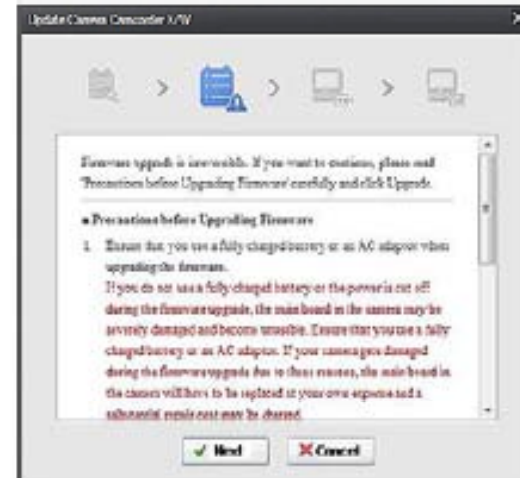 Update Camera Camcorder F/W
Firmware upgrade is irrevocable. If you want to continue, please read
'Precautions before Upgrading Firmware' carefully and click Upgrade.
Precautions before Upgrading Firmware
1. Ensure that you use a fully charged battery or an AC adaptor when
upgrading the firmware.
If you do not use a fully charged battery or the power is cut off
during the firmware upgrade, the main board in the camera may be
severely damaged and become unusable. Ensure that you use a fully
charged battery or an AC adaptor. If your camera gets damaged
during the firmware upgrade due to these reasons, the main board in
the camera will have to be replaced at your own expense and a
substantial repair cost may be charged.
Next
Cancel